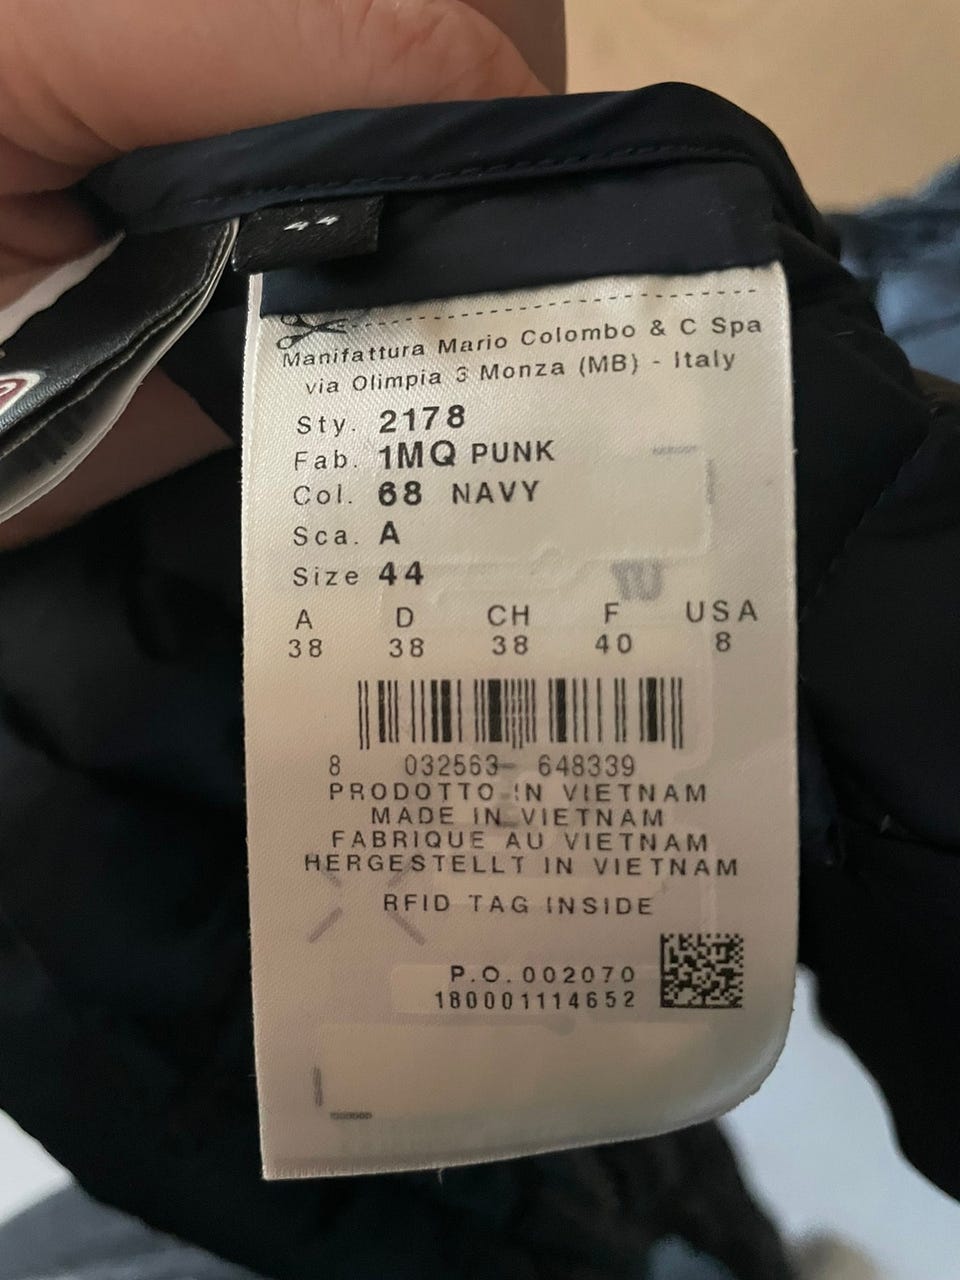 44
Manifattura Mario Colombo & C Spa
via Olimpia 3 Monza (MB) - Italy
Sty. 2178
Fab. 1MQ PUNK
Col. 68 NAVY
Sca. A
Size 44
A D CH F USA
38 38 38 40 8
8 032563 648339
PRODOTTO IN VIETNAM
MADE IN VIETNAM
FABRIQUE AU VIETNAM
HERGESTELLT IN VIETNAM
RFID TAG INSIDE
P.O. 002070
180001114652